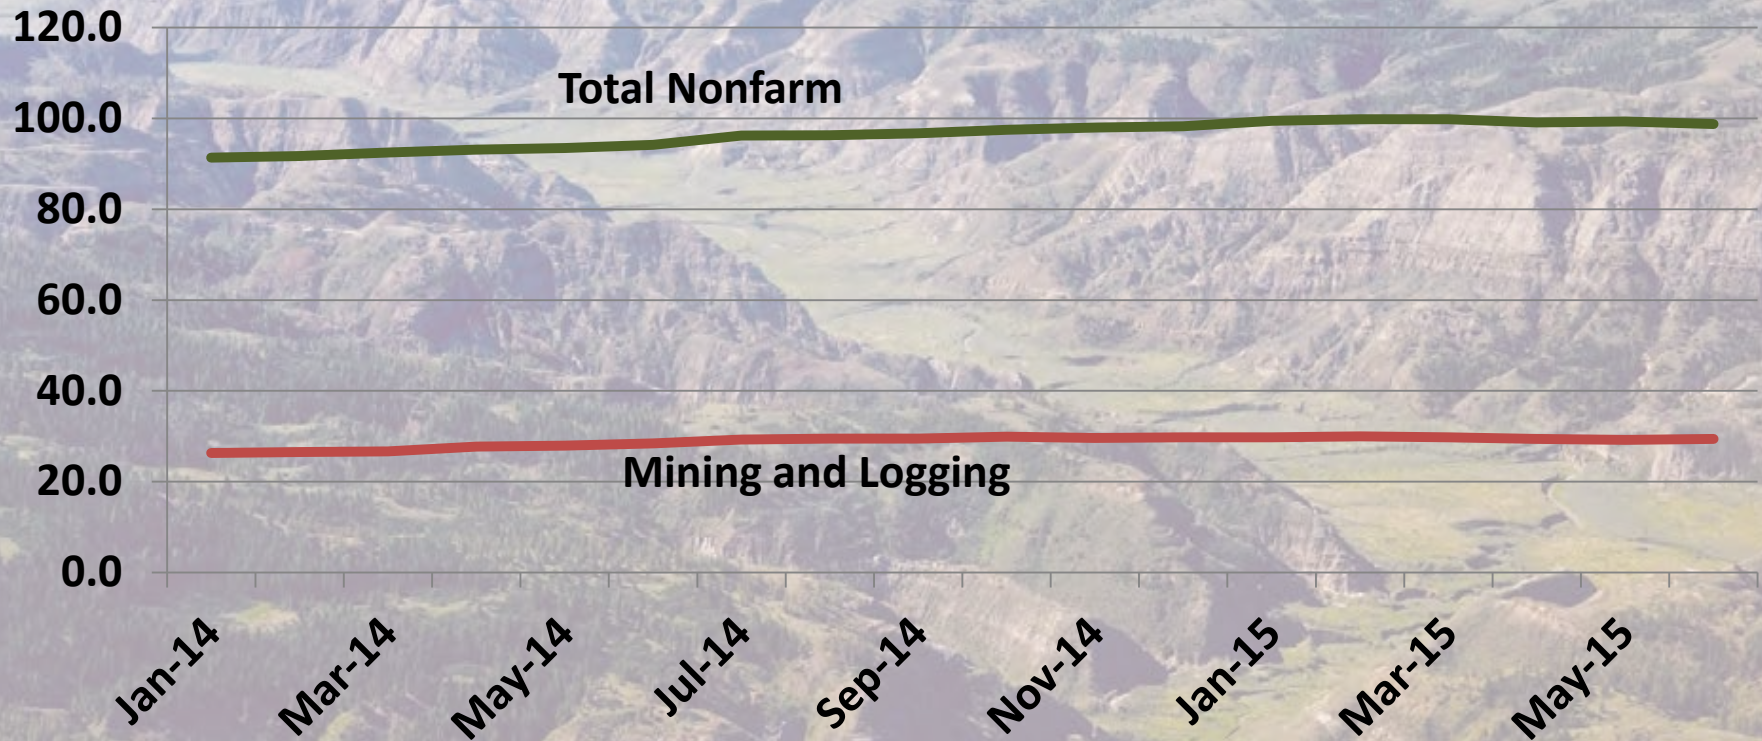 120.0
100.0
80.0
60.0
40.0
20.0
0.0
Total Nonfarm
Mining and Logging
Jan-14
Mar-14
May-14
Jul-14
Sep-14
Nov-14
Jan-15
Mar-15
May-15